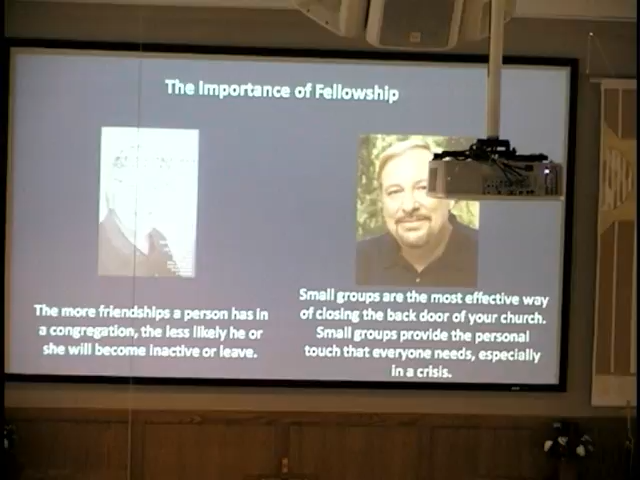 The Importance of Fellowship
The more friendships a person has in
a congregation, the less likely he or
she will become inactive or leave.
Small groups are the most effective way
of closing the back door of your church.
Small groups provide the personal
touch that everyone needs, especially
in a crisis.